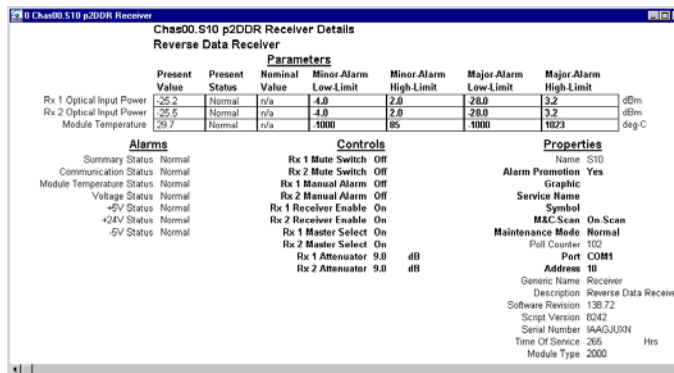 0 Chas00.S10 p2DDR Receiver
Chas00.S10 p2DDR Receiver Details
Reverse Data Receiver
Parameters
Present Value Present Status Nominal Value Minor-Alarm Low-Limit Minor-Alarm High-Limit Major-Alarm Low-Limit Major-Alarm High-Limit
Rx 1 Optical Input Power -25.2 Normal n/a -4.0 2.0 -28.0 3.2 dBm
Rx 2 Optical Input Power -25.5 Normal n/a -4.0 2.0 -28.0 3.2 dBm
Module Temperature 29.7 Normal n/a -1000 85 -1000 1023 deg-C
Alarms
Summary Status Normal
Communication Status Normal
Module Temperature Status Normal
Voltage Status Normal
+5V Status Normal
+24V Status Normal
-5V Status Normal
Controls
Rx 1 Mute Switch Off
Rx 2 Mute Switch Off
Rx 1 Manual Alarm Off
Rx 2 Manual Alarm Off
Rx 1 Receiver Enable On
Rx 2 Receiver Enable On
Rx 1 Master Select On
Rx 2 Master Select On
Rx 1 Attenuator 9.0 dB
Rx 2 Attenuator 9.0 dB
Properties
Name S10
Alarm Promotion Yes
Graphic
Service Name
Symbol
M&C-Scan On-Scan
Maintenance Mode Normal
Poll Counter 102
Port COM1
Address 10
Generic Name Receiver
Description Reverse Data Receive
Software Revision 138.72
Script Version 8242
Serial Number IAAGJUXN
Time Of Service 265 Hrs
Module Type 2000